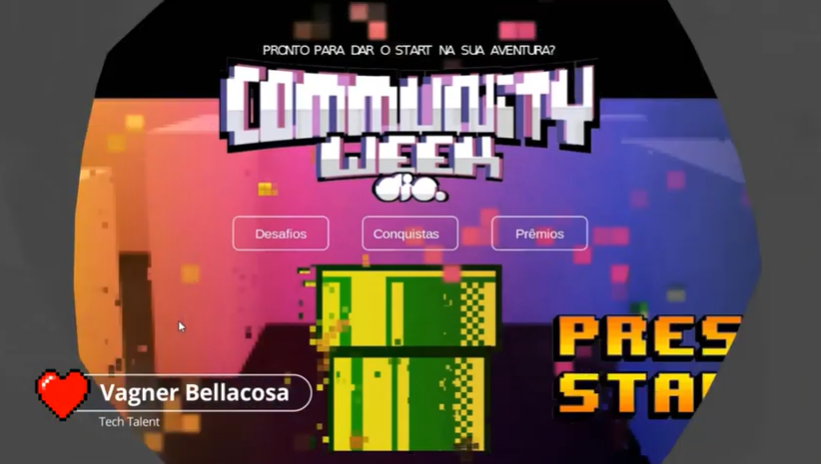 PRONTO PARA DAR O START NA SUA AVENTURA?
COMMUNITY
WEEK
dio.
Desafios
Conquistas
Prêmios
PRES
STA
Vagner Bellacosa
Tech Talent